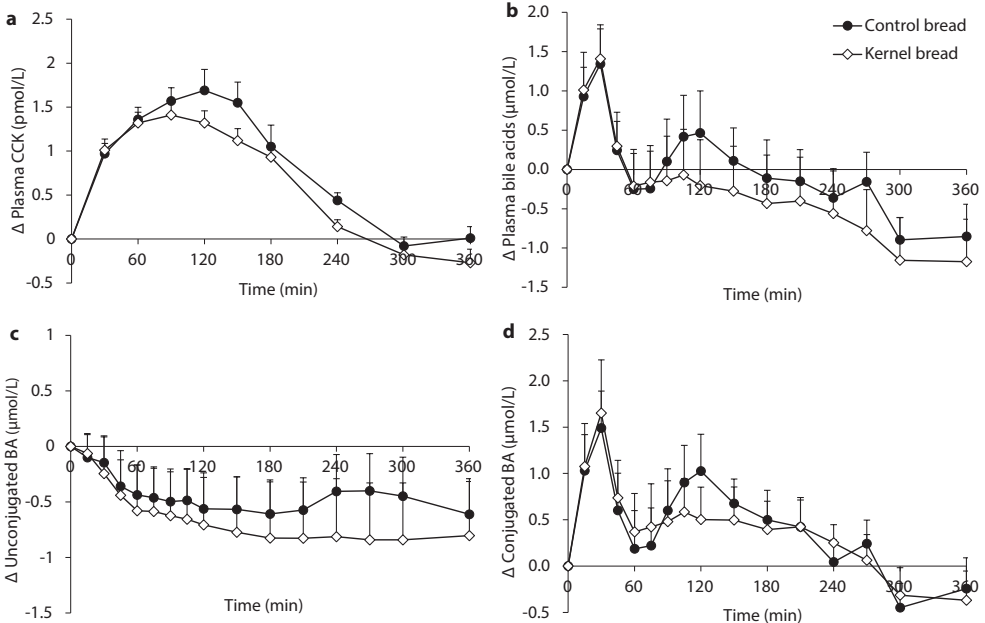 a
2.5
2
1.5
1
0.5
0
-0.5
Δ Plasma CCK (pmol/L)
0 60 120 180 240 300 360
Time (min)
b
2.0
1.5
1.0
0.5
0.0
-0.5
-1.0
-1.5
Δ Plasma bile acids (μmol/L)
0 60 120 180 240 300 360
Time (min)
Control bread
Kernel bread
c
1
0.5
0
-0.5
-1
-1.5
Δ Unconjugated BA (μmol/L)
0 60 120 180 240 300 360
Time (min)
d
2.5
2.0
1.5
1.0
0.5
0.0
-0.5
Δ Conjugated BA (μmol/L)
0 60 120 180 240 300 360
Time (min)